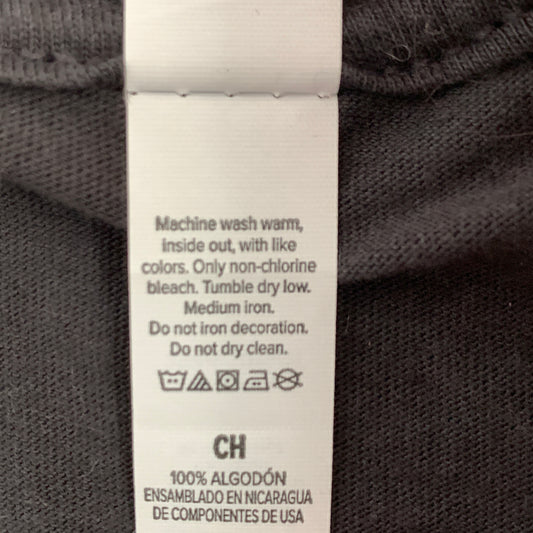 Machine wash warm,
inside out, with like
colors. Only non-chlorine
bleach. Tumble dry low.
Medium iron.
Do not iron decoration.
Do not dry clean.
CH
100% ALGODÓN
ENSAMBLADO EN NICARAGUA
DE COMPONENTES DE USA